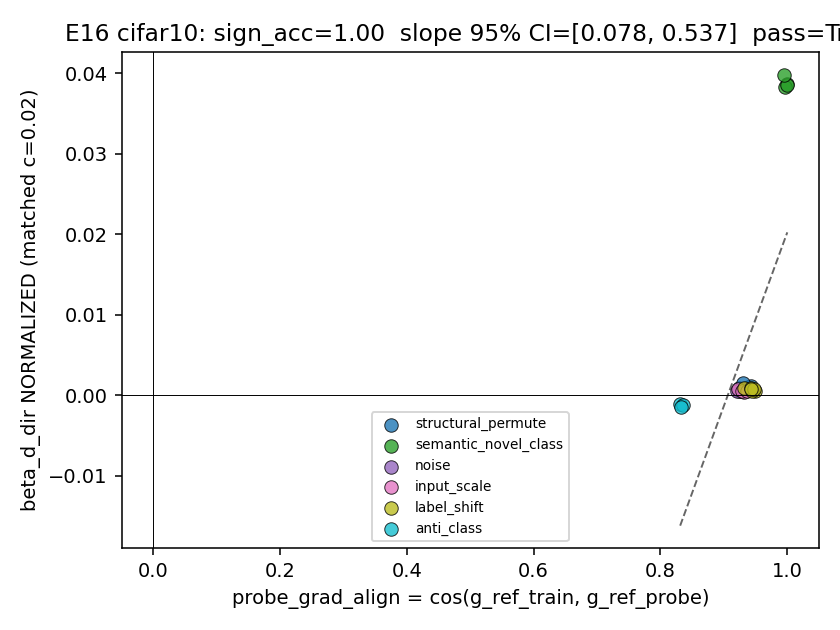 E16 cifar10: sign_acc=1.00 slope 95% CI=[0.078, 0.537] pass=Tr
beta_d_dir NORMALIZED (matched c=0.02)
0.04
0.03
0.02
0.01
0.00
−0.01
structural_permute
semantic_novel_class
noise
input_scale
label_shift
anti_class
0.0 0.2 0.4 0.6 0.8 1.0
probe_grad_align = cos(g_ref_train, g_ref_probe)